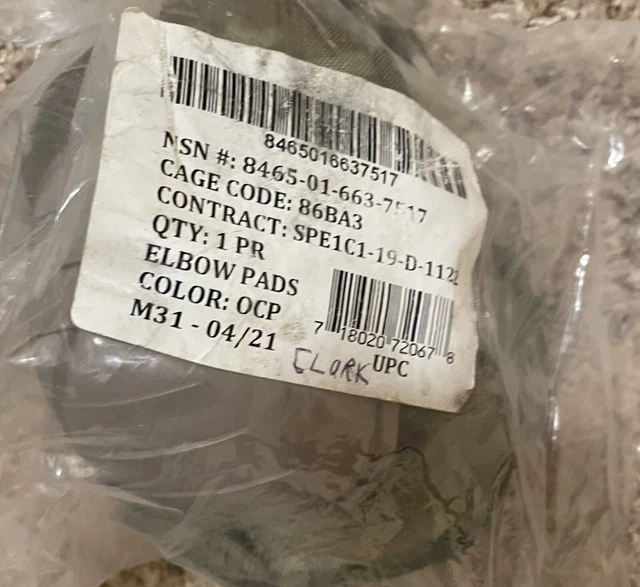 8465016637517
NSN #: 8465-01-663-7517
CAGE CODE: 86BA3
CONTRACT: SPE1C1-19-D-1122
QTY: 1 PR
ELBOW PADS
COLOR: OCP
M31 - 04/21
7 18020 72067 8
UPC
CLORK